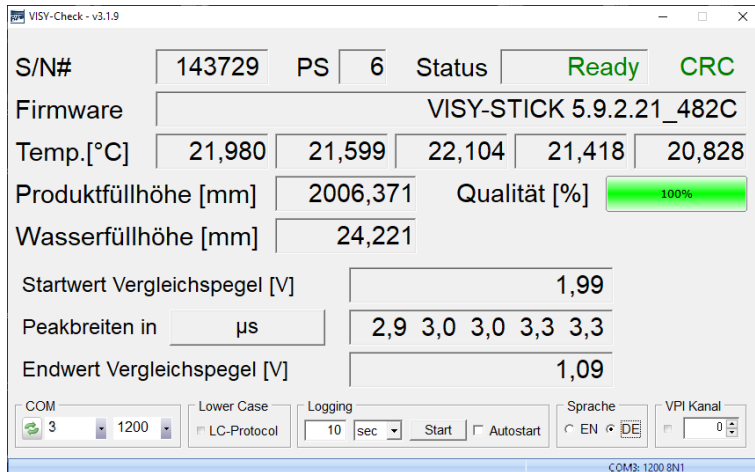 VISY-Check - v3.1.9
S/N# 143729 PS 6 Status Ready CRC
Firmware VISY-STICK 5.9.2.21_482C
Temp.[°C] 21,980 21,599 22,104 21,418 20,828
Produktfüllhöhe [mm] 2006,371 Qualität [%] 100%
Wasserfüllhöhe [mm] 24,221
Startwert Vergleichspegel [V] 1,99
Peakbreiten in µs 2,9 3,0 3,0 3,3 3,3
Endwert Vergleichspegel [V] 1,09
COM Lower Case Logging Sprache VPI Kanal
3 1200 LC-Protocol 10 sec Start Autostart EN DE 0
COM3: 1200 8N1